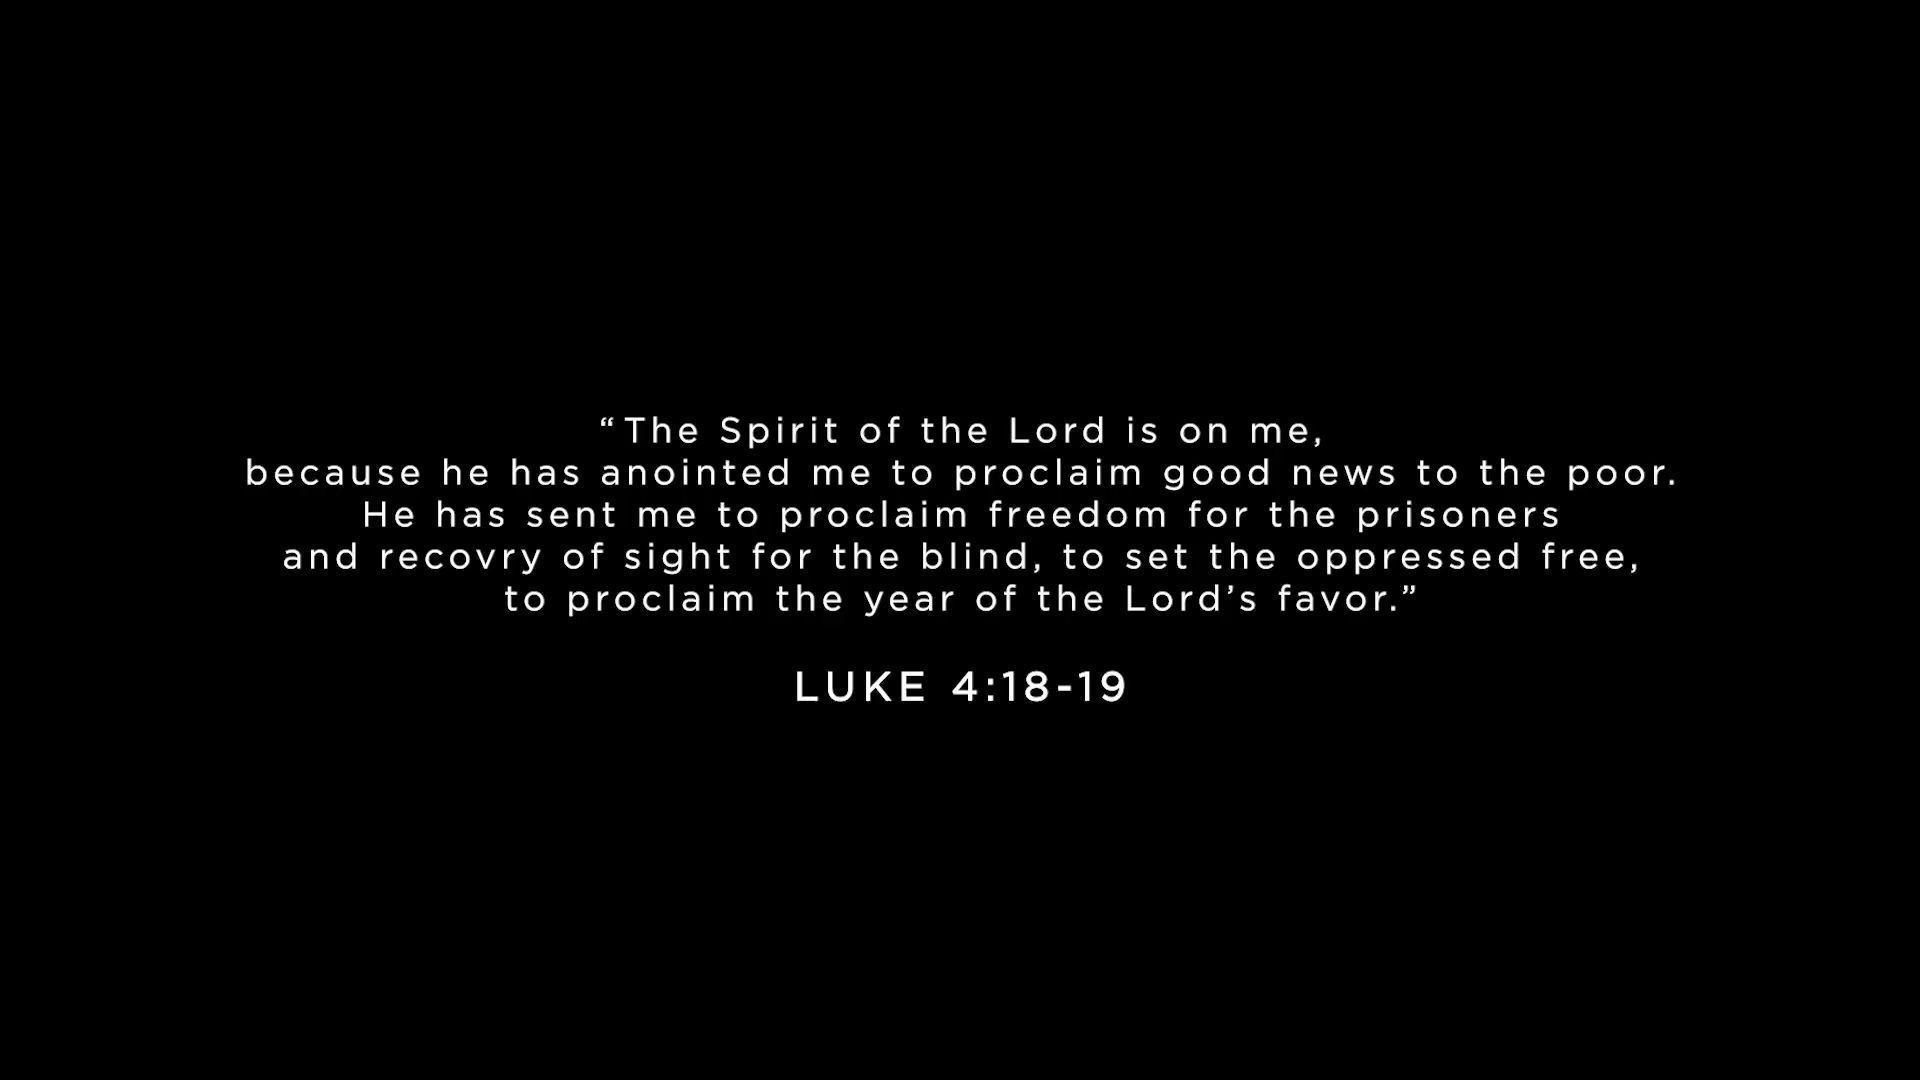 “The Spirit of the Lord is on me,
because he has anointed me to proclaim good news to the poor.
He has sent me to proclaim freedom for the prisoners
and recovry of sight for the blind, to set the oppressed free,
to proclaim the year of the Lord’s favor.”
LUKE 4:18-19